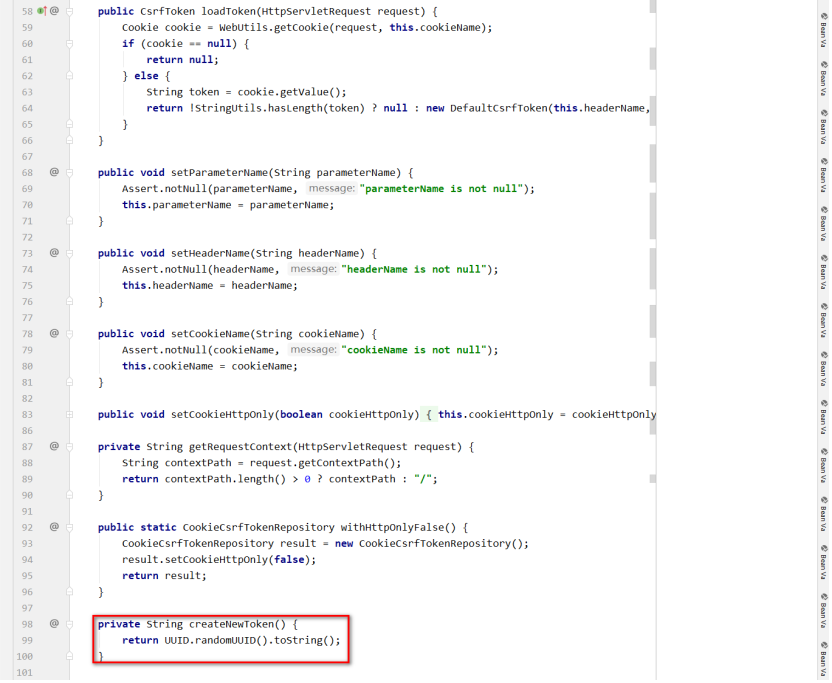 58 @ public CsrfToken loadToken(HttpServletRequest request) {
59 Cookie cookie = WebUtils.getCookie(request, this.cookieName);
60 if (cookie == null) {
61 return null;
62 } else {
63 String token = cookie.getValue();
64 return !StringUtils.hasLength(token) ? null : new DefaultCsrfToken(this.headerName,
65 }
66 }
67
68 @ public void setParameterName(String parameterName) {
69 Assert.notNull(parameterName, message: "parameterName is not null");
70 this.parameterName = parameterName;
71 }
72
73 @ public void setHeaderName(String headerName) {
74 Assert.notNull(headerName, message: "headerName is not null");
75 this.headerName = headerName;
76 }
77
78 @ public void setCookieName(String cookieName) {
79 Assert.notNull(cookieName, message: "cookieName is not null");
80 this.cookieName = cookieName;
81 }
82
83 public void setCookieHttpOnly(boolean cookieHttpOnly) { this.cookieHttpOnly = cookieHttpOnly
86
87 @ private String getRequestContext(HttpServletRequest request) {
88 String contextPath = request.getContextPath();
89 return contextPath.length() > 0 ? contextPath : "/";
90 }
91
92 @ public static CookieCsrfTokenRepository withHttpOnlyFalse() {
93 CookieCsrfTokenRepository result = new CookieCsrfTokenRepository();
94 result.setCookieHttpOnly(false);
95 return result;
96 }
97
98 @ private String createNewToken() {
99 return UUID.randomUUID().toString();
100 }
101
Bean Va
Bean Va
Bean Va
Bean Va
Bean Va
Bean Va
Bean Va
Bean Va
Bean Va
Bean Va
Bean Va
Bean Va
Bean Va
Bean Va